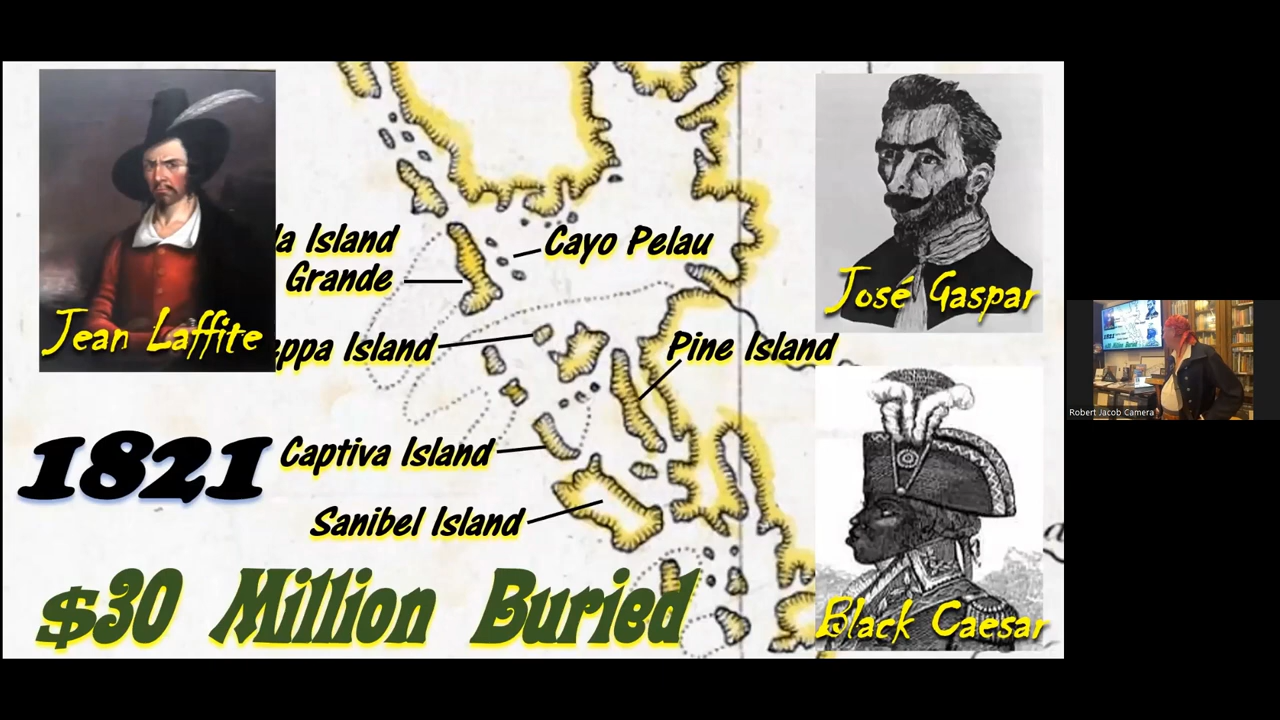 Jean Laffite
la Island
Grande
Cayo Pelau
José Gaspar
eppa Island
Pine Island
1821
Captiva Island
Sanibel Island
$30 Million Buried
Black Caesar
Robert Jacob Camera